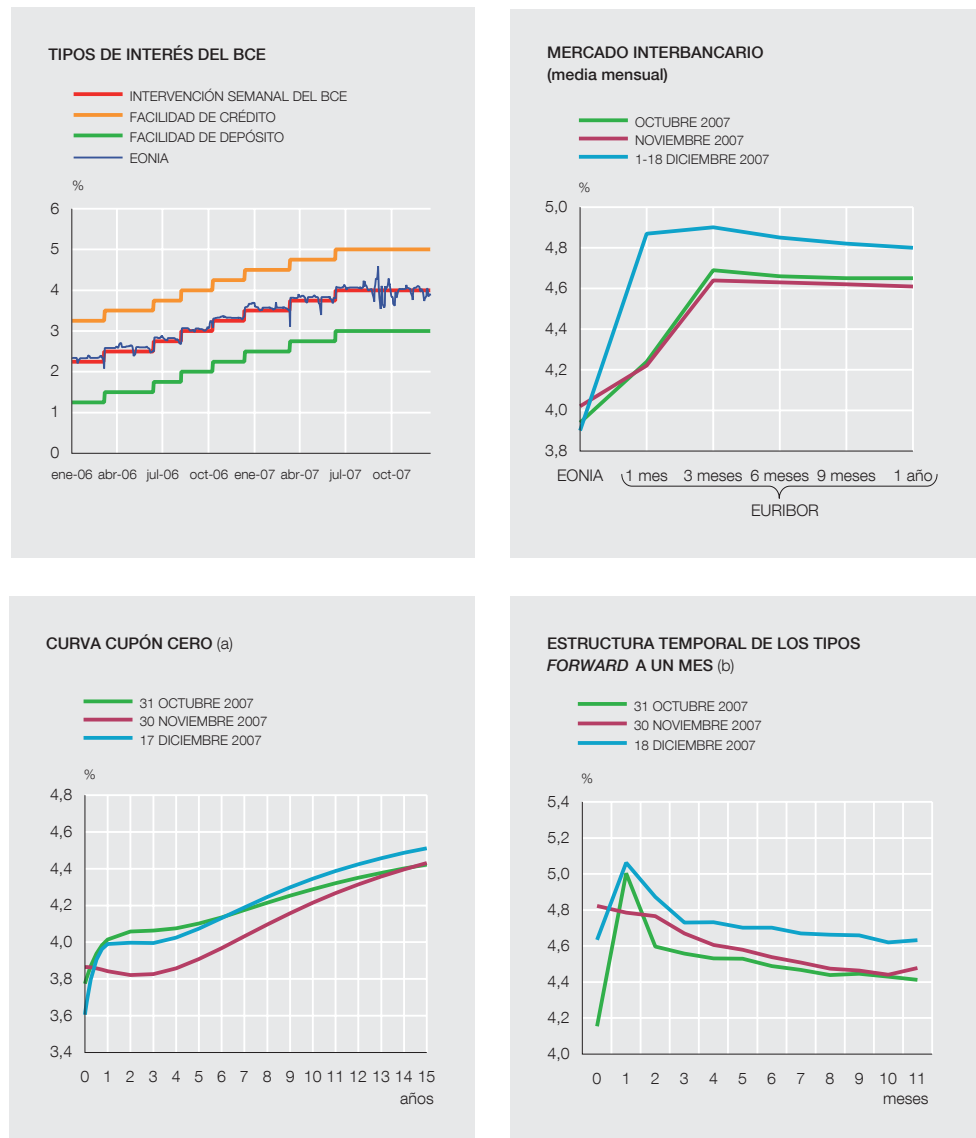 TIPOS DE INTERÉS DEL BCE
INTERVENCIÓN SEMANAL DEL BCE
FACILIDAD DE CRÉDITO
FACILIDAD DE DEPÓSITO
EONIA
%
6
5
4
3
2
1
0
ene-06 abr-06 jul-06 oct-06 ene-07 abr-07 jul-07 oct-07
MERCADO INTERBANCARIO
(media mensual)
OCTUBRE 2007
NOVIEMBRE 2007
1-18 DICIEMBRE 2007
%
5,0
4,8
4,6
4,4
4,2
4,0
3,8
EONIA 1 mes 3 meses 6 meses 9 meses 1 año
EURIBOR
CURVA CUPÓN CERO (a)
31 OCTUBRE 2007
30 NOVIEMBRE 2007
17 DICIEMBRE 2007
%
4,8
4,6
4,4
4,2
4,0
3,8
3,6
3,4
0 1 2 3 4 5 6 7 8 9 10 11 12 13 14 15
años
ESTRUCTURA TEMPORAL DE LOS TIPOS
FORWARD A UN MES (b)
31 OCTUBRE 2007
30 NOVIEMBRE 2007
18 DICIEMBRE 2007
%
5,4
5,2
5,0
4,8
4,6
4,4
4,2
4,0
0 1 2 3 4 5 6 7 8 9 10 11
meses